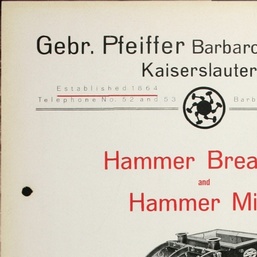 Gebr. Pfeiffer Barbaro
Kaiserslauter
Established 1864
Telephone No. 52 and 53 Barb
Hammer Brea
and
Hammer Mi